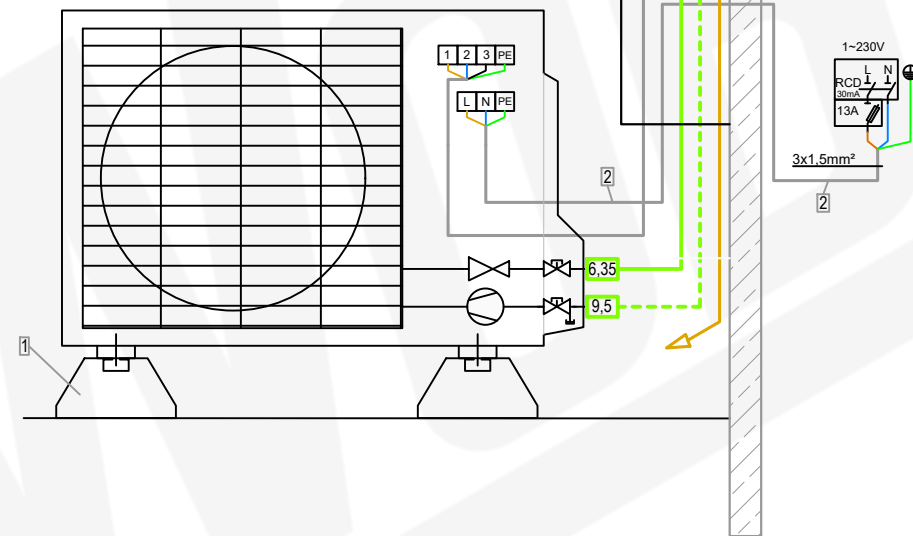 1 2 3 PE
L N PE
1~230V
L N
RCD
30mA
13A
3x1,5mm²
2
2
6,35
9,5
1